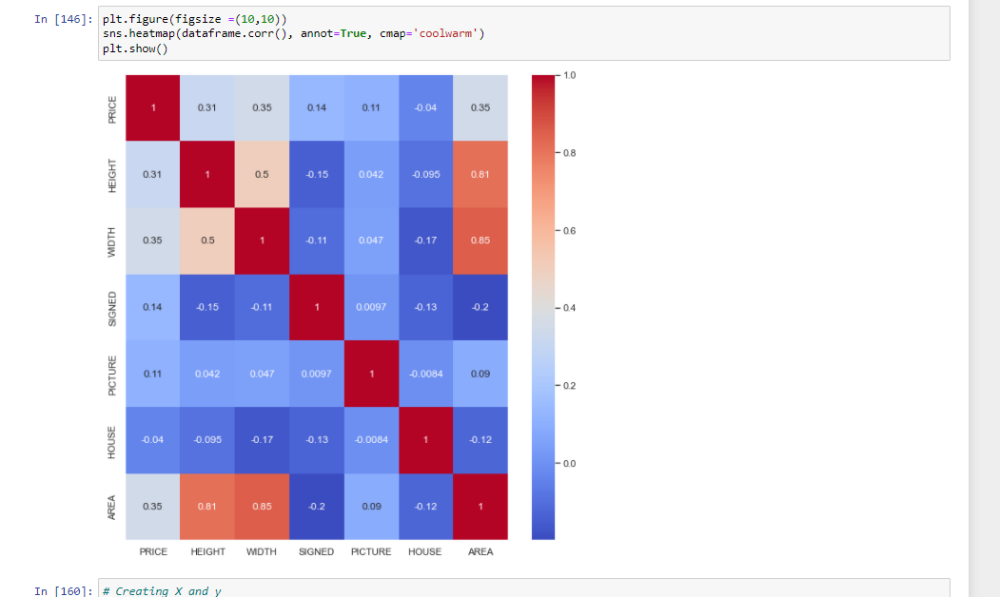 In [146]: plt.figure(figsize =(10,10))
sns.heatmap(dataframe.corr(), annot=True, cmap='coolwarm')
plt.show()
PRICE 1 0.31 0.35 0.14 0.11 -0.04 0.35
HEIGHT 0.31 1 0.5 -0.15 0.042 -0.095 0.81
WIDTH 0.35 0.5 1 -0.11 0.047 -0.17 0.85
SIGNED 0.14 -0.15 -0.11 1 0.0097 -0.13 -0.2
PICTURE 0.11 0.042 0.047 0.0097 1 -0.0084 0.09
HOUSE -0.04 -0.095 -0.17 -0.13 -0.0084 1 -0.12
AREA 0.35 0.81 0.85 -0.2 0.09 -0.12 1
PRICE HEIGHT WIDTH SIGNED PICTURE HOUSE AREA
1.0
0.8
0.6
0.4
0.2
0.0
In [160]: # Creating X and y